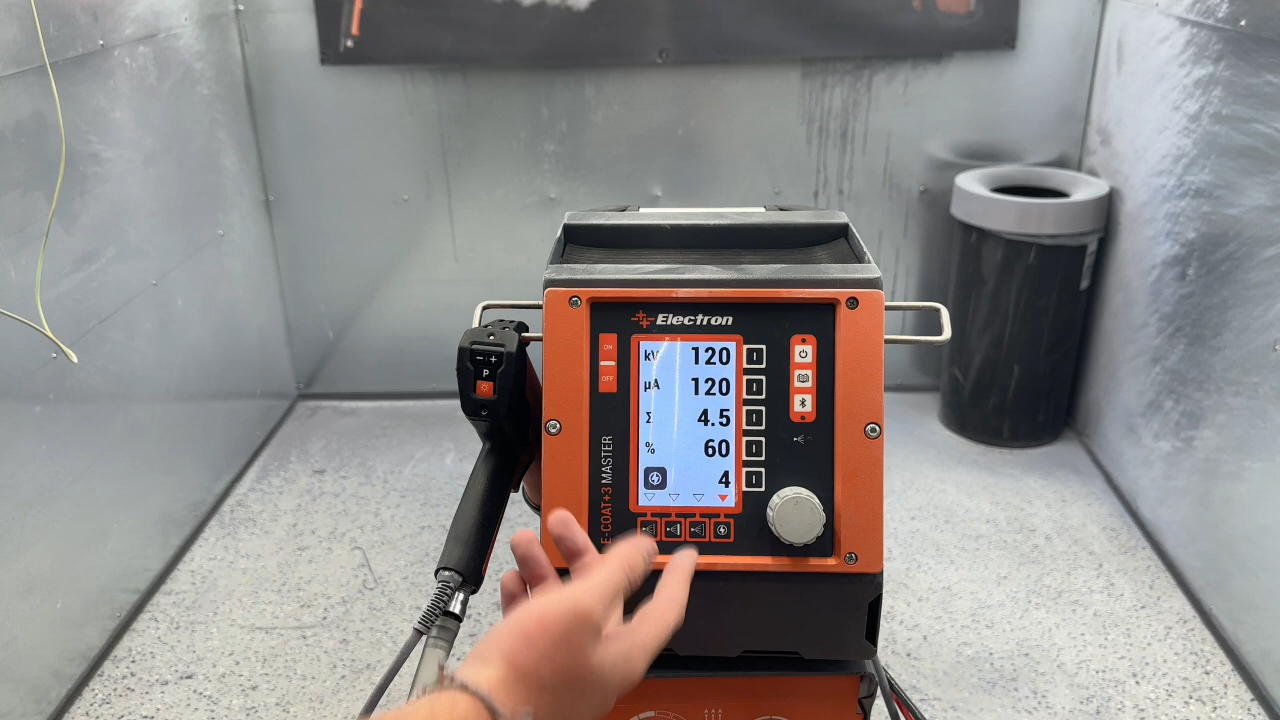 Electron
ON
OFF
kV 120
μA 120
Σ 4.5
% 60
4
E-COAT+3 MASTER
- +
P